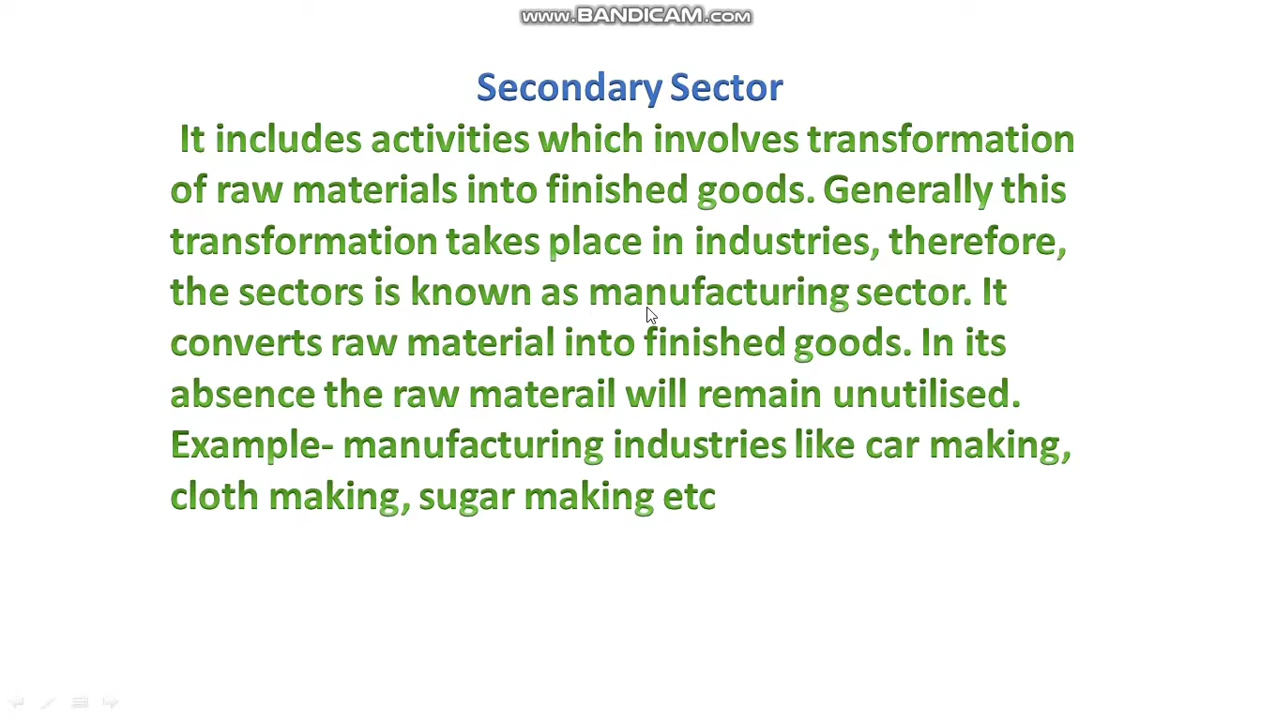 www.BANDICAM.com
Secondary Sector
It includes activities which involves transformation
of raw materials into finished goods. Generally this
transformation takes place in industries, therefore,
the sectors is known as manufacturing sector. It
converts raw material into finished goods. In its
absence the raw materail will remain unutilised.
Example- manufacturing industries like car making,
cloth making, sugar making etc